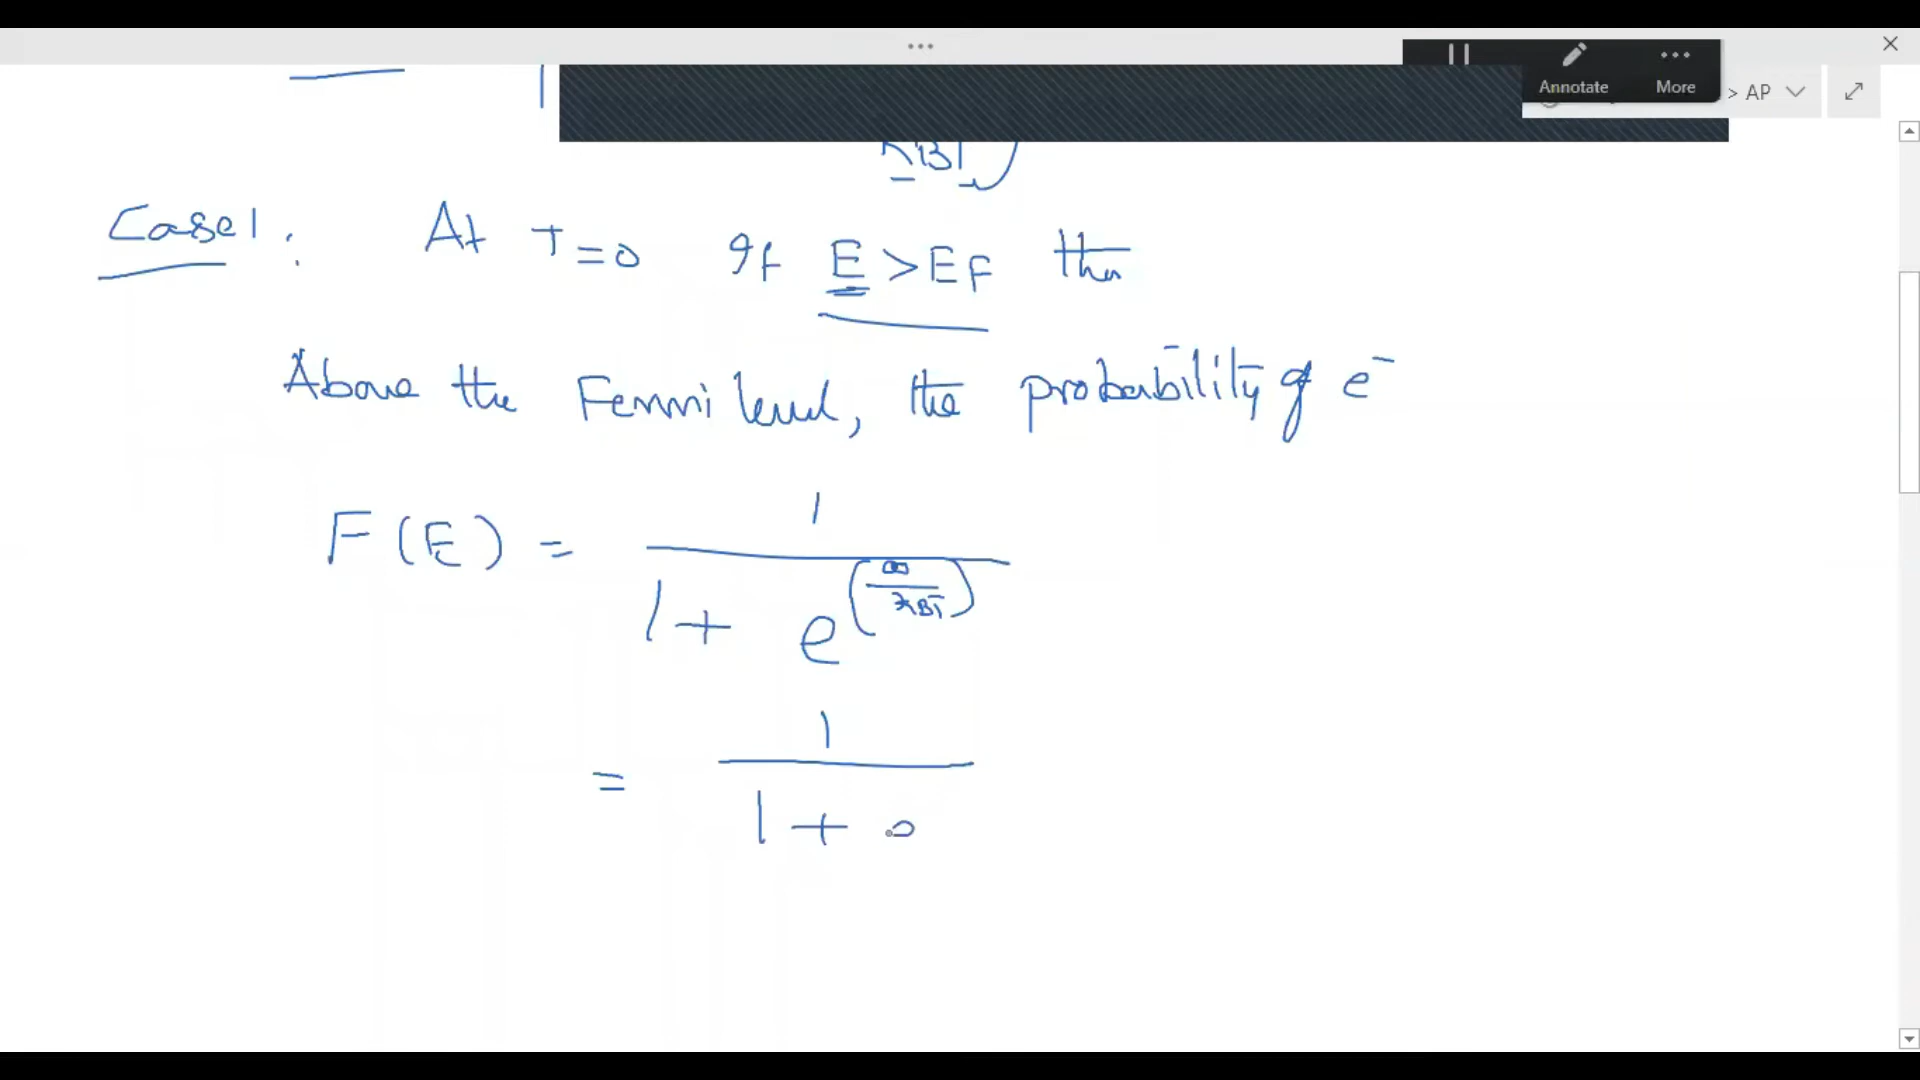 Annotate More
> AP
KBT)
Case 1 : At T=0 If E > EF then
Above the Fermi level, the probability of e⁻
F(E) = 1 / 1 + e^(∞/KBT)
= 1 / 1 +